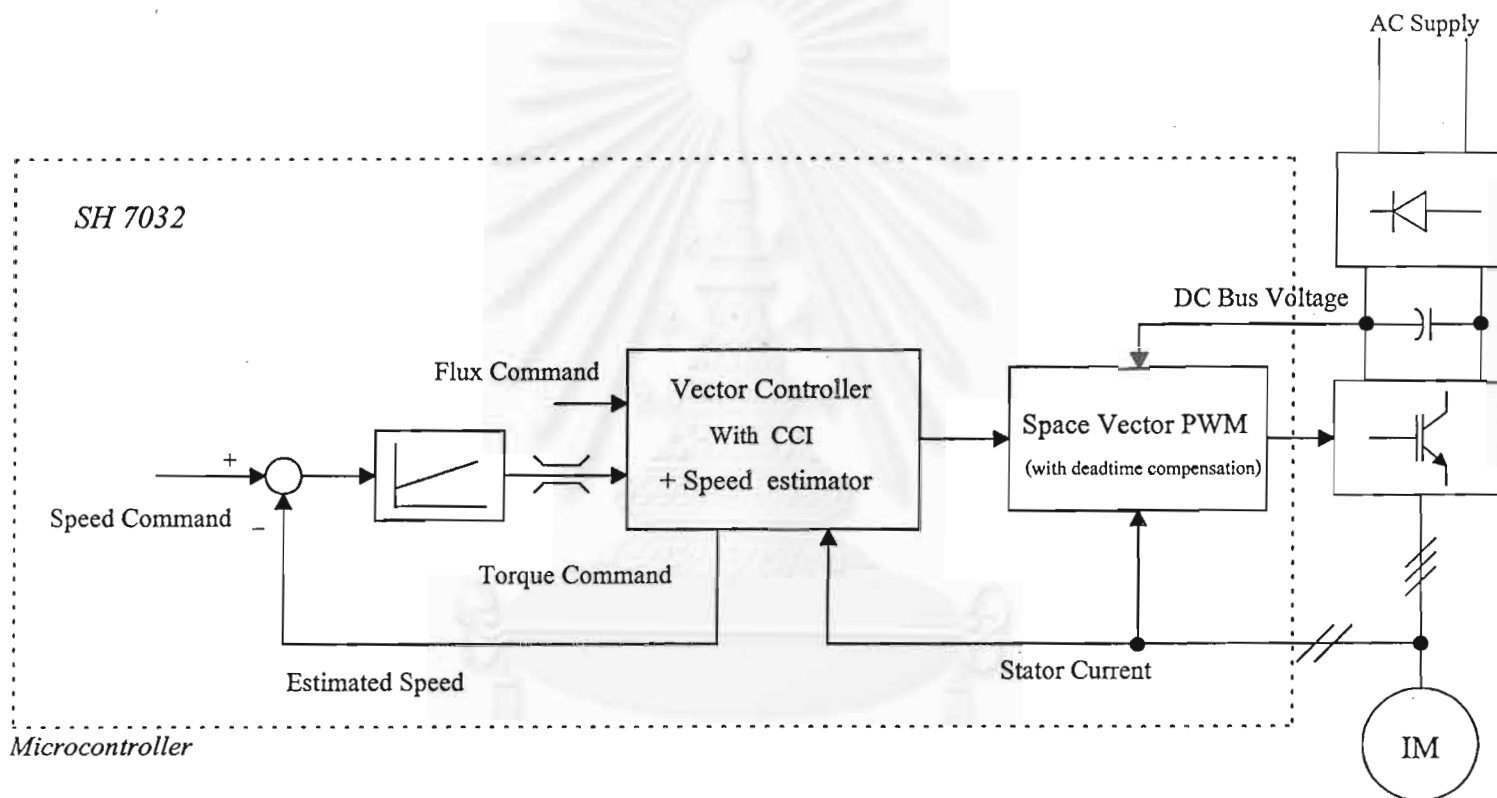 AC Supply
SH 7032
DC Bus Voltage
Flux Command
Vector Controller
With CCI
+ Speed estimator
Space Vector PWM
(with deadtime compensation)
+
Speed Command
−
Torque Command
Estimated Speed
Stator Current
Microcontroller
IM